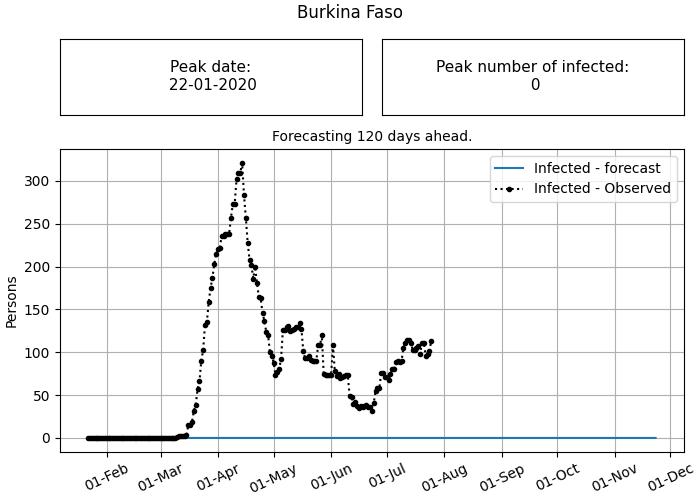 Burkina Faso
Peak date:
22-01-2020
Peak number of infected:
0
Forecasting 120 days ahead.
Infected - forecast
Infected - Observed
Persons
300
250
200
150
100
50
0
01-Feb
01-Mar
01-Apr
01-May
01-Jun
01-Jul
01-Aug
01-Sep
01-Oct
01-Nov
01-Dec